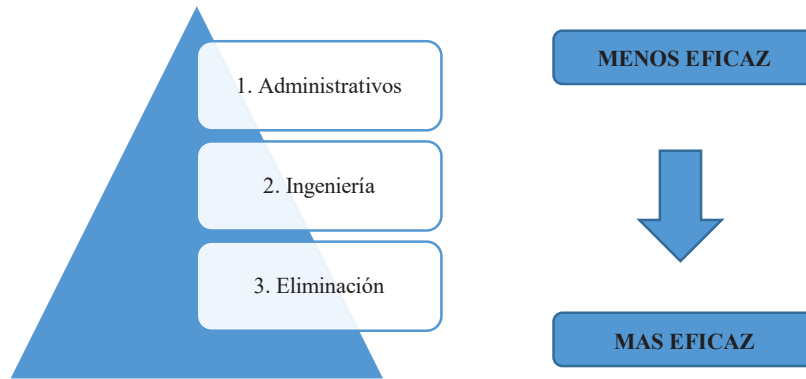 MENOS EFICAZ
1. Administrativos
2. Ingeniería
3. Eliminación
MAS EFICAZ